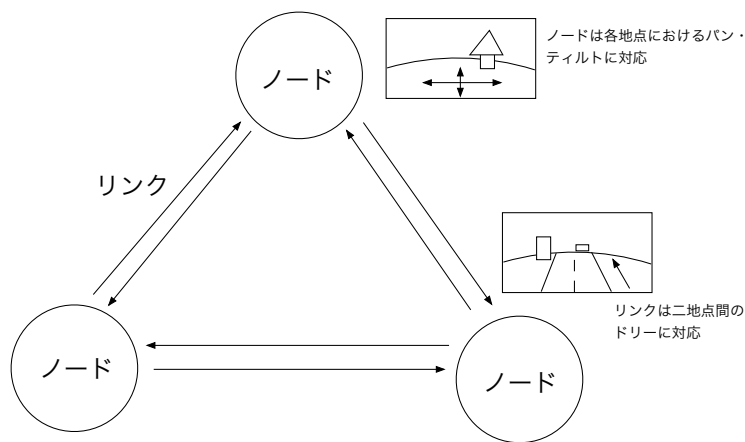 ノード
ノードは各地点におけるパン・
ティルトに対応
リンク
リンクは二地点間の
ドリーに対応
ノード
ノード